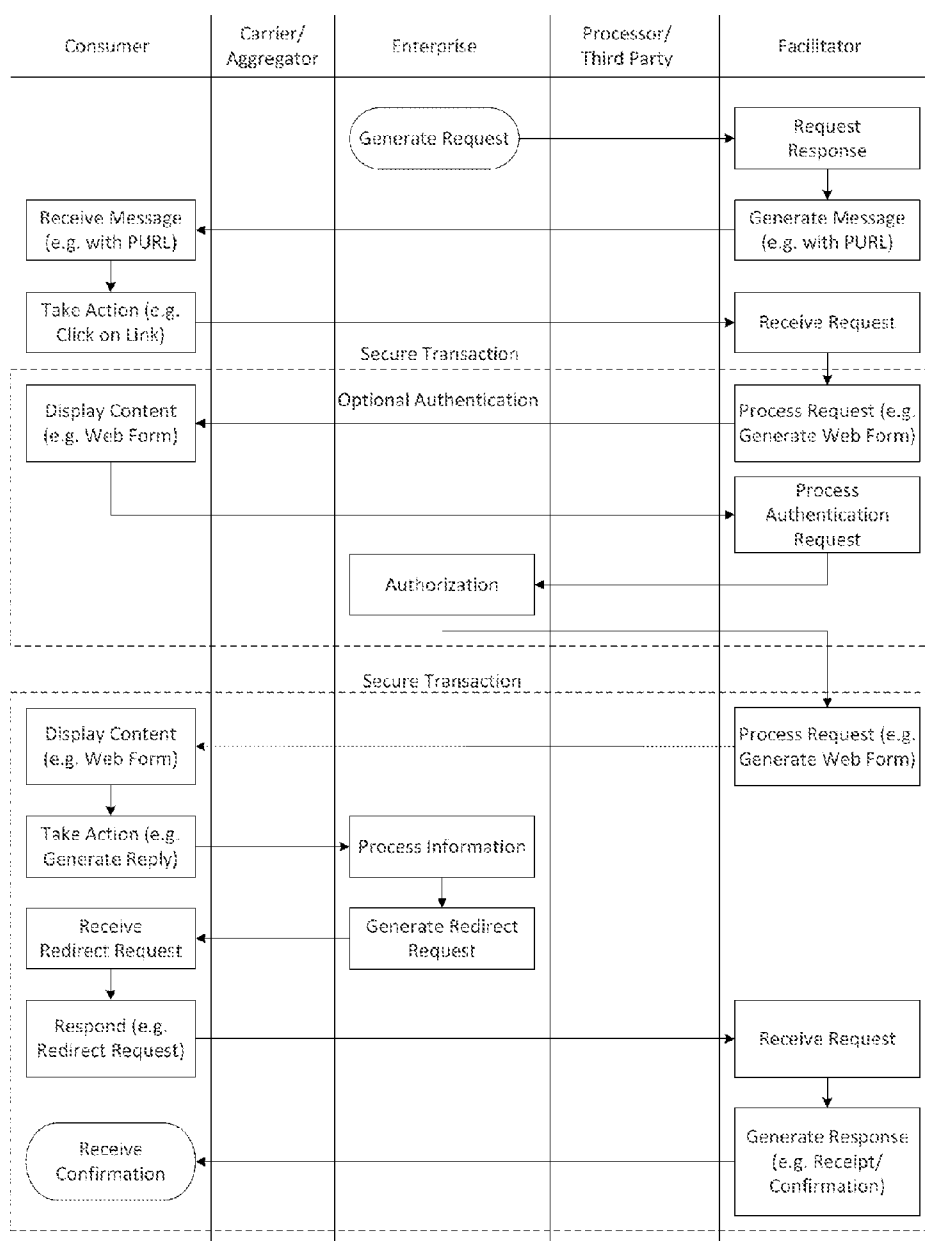 Consumer
Carrier/
Aggregator
Enterprise
Processor/
Third Party
Facilitator
Generate Request
Request
Response
Receive Message
(e.g. with PURL)
Generate Message
(e.g. with PURL)
Take Action (e.g.
Click on Link)
Receive Request
Secure Transaction
Display Content
(e.g. Web Form)
Optional Authentication
Process Request (e.g.
Generate Web Form)
Process
Authentication
Request
Authorization
Secure Transaction
Display Content
(e.g. Web Form)
Process Request (e.g.
Generate Web Form)
Take Action (e.g.
Generate Reply)
Process Information
Receive
Redirect Request
Generate Redirect
Request
Respond (e.g.
Redirect Request)
Receive Request
Receive
Confirmation
Generate Response
(e.g. Receipt/
Confirmation)